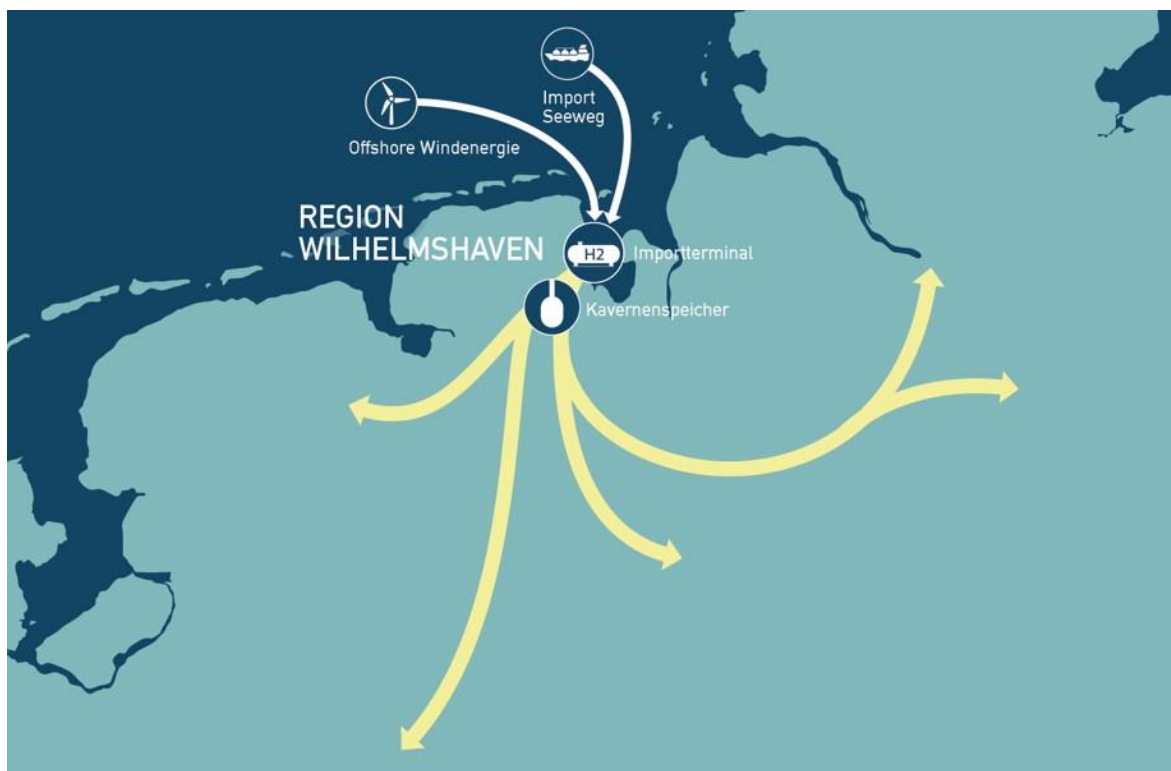 Import
Seeweg
Offshore Windenergie
REGION
WILHELMSHAVEN
H2
Importterminal
Kavernenspeicher